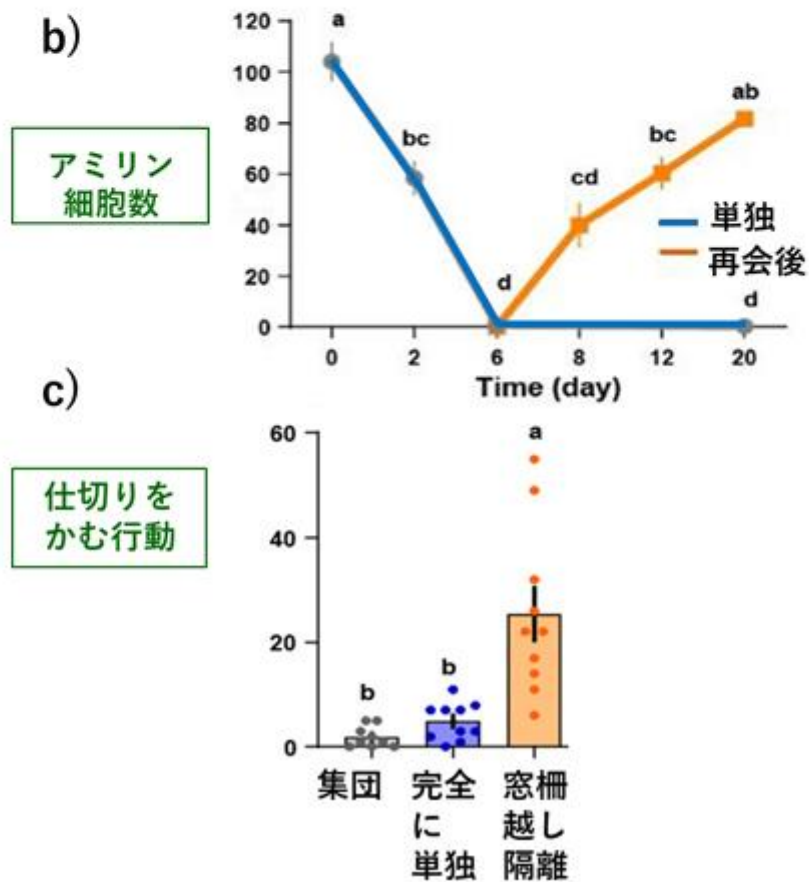 b)
アミリン
細胞数
120
100
80
60
40
20
0
a
bc
d
cd
bc
ab
d
単独
再会後
0 2 6 8 12 20
Time (day)
c)
仕切りを
かむ行動
60
40
20
0
b
b
a
集団
完全
に
単独
窓柵
越し
隔離